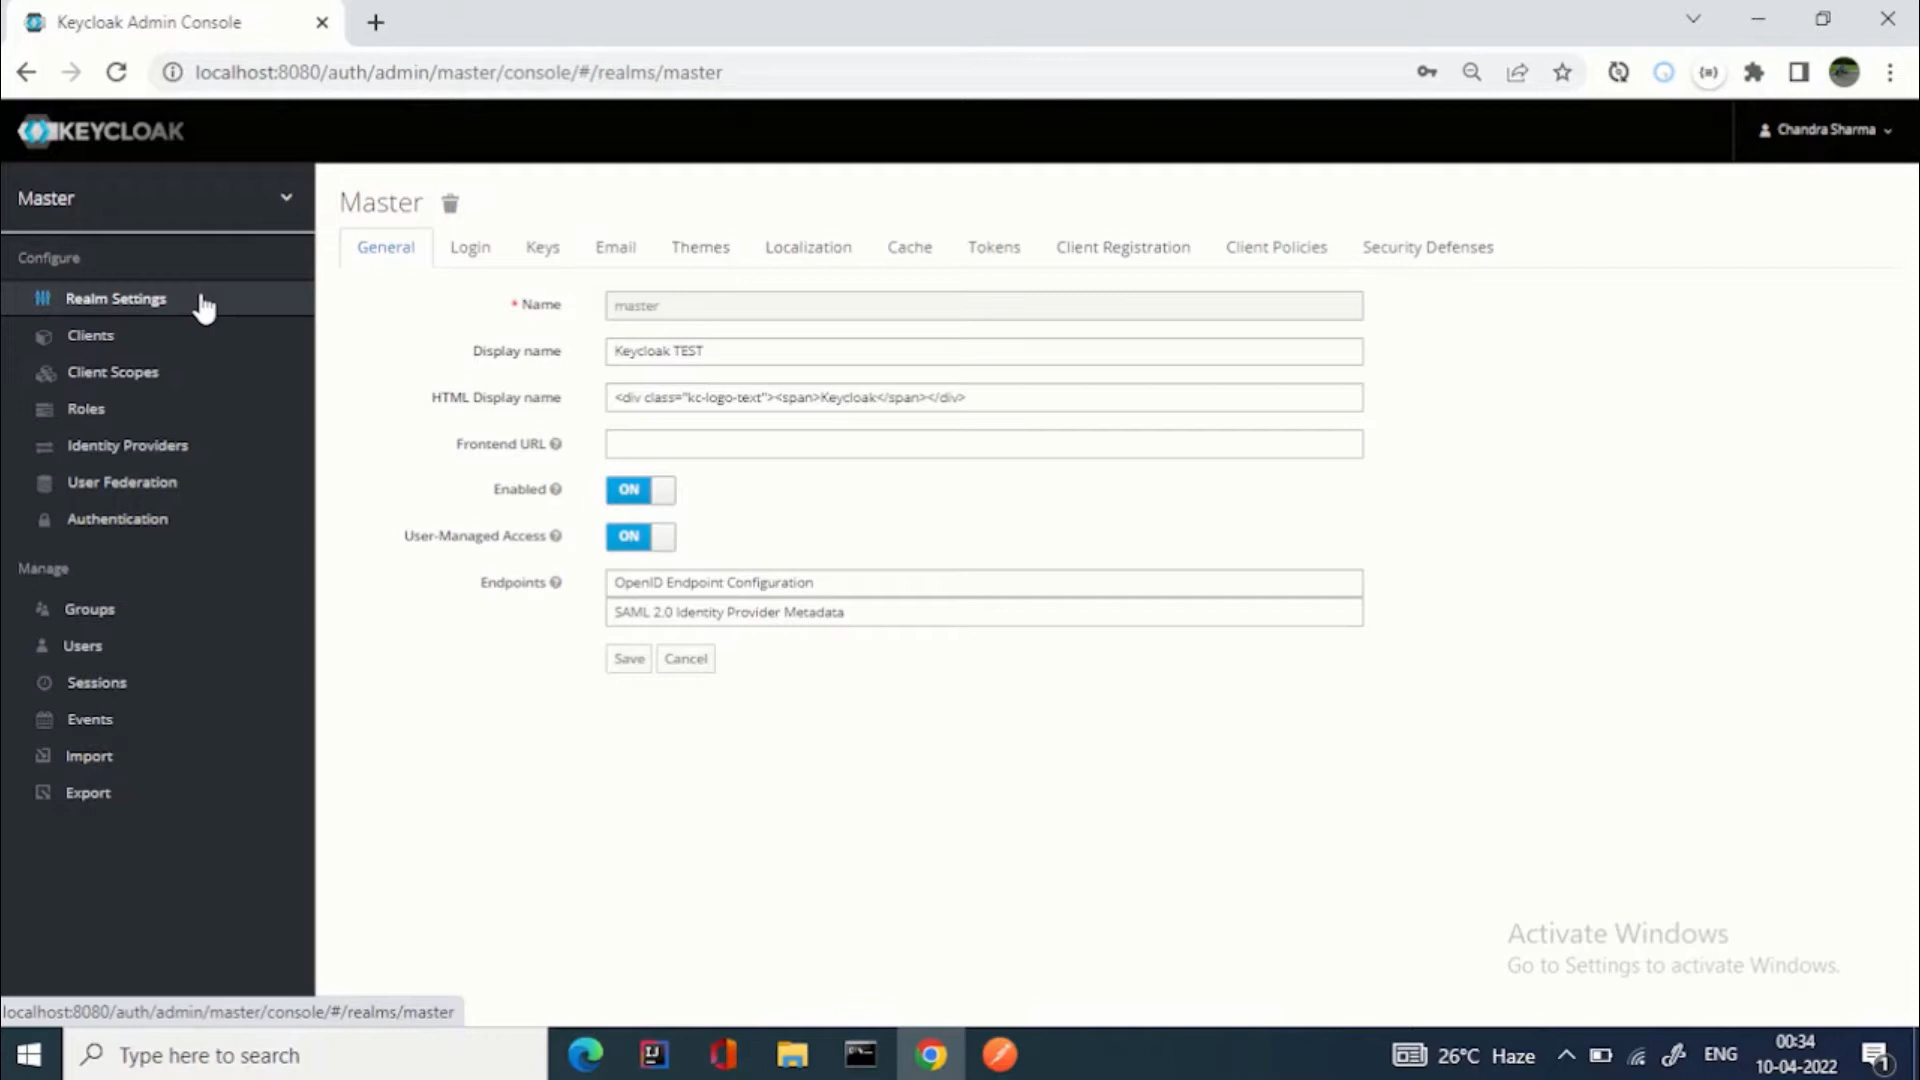 Keycloak Admin Console
localhost:8080/auth/admin/master/console/#/realms/master
KEYCLOAK
Chandra Sharma
Master
Configure
Realm Settings
Clients
Client Scopes
Roles
Identity Providers
User Federation
Authentication
Manage
Groups
Users
Sessions
Events
Import
Export
Master
General Login Keys Email Themes Localization Cache Tokens Client Registration Client Policies Security Defenses
* Name master
Display name Keycloak TEST
HTML Display name <div class="kc-logo-text"><span>Keycloak</span></div>
Frontend URL
Enabled ON
User-Managed Access ON
Endpoints OpenID Endpoint Configuration
SAML 2.0 Identity Provider Metadata
Save Cancel
Activate Windows
Go to Settings to activate Windows.
localhost:8080/auth/admin/master/console/#/realms/master
Type here to search
26°C Haze
ENG
00:34
10-04-2022
1